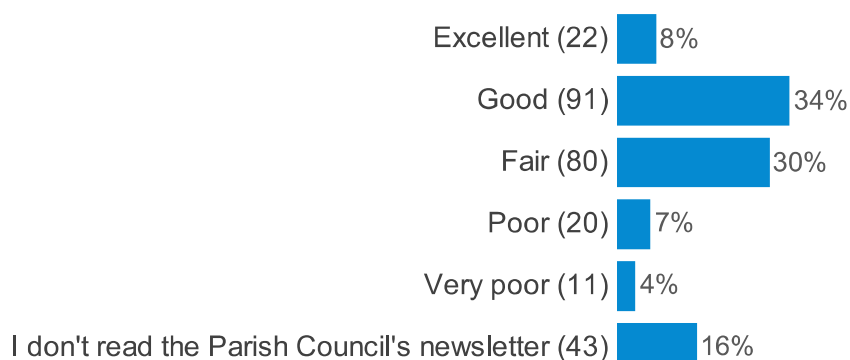 Excellent (22) 8%
Good (91) 34%
Fair (80) 30%
Poor (20) 7%
Very poor (11) 4%
I don't read the Parish Council's newsletter (43) 16%